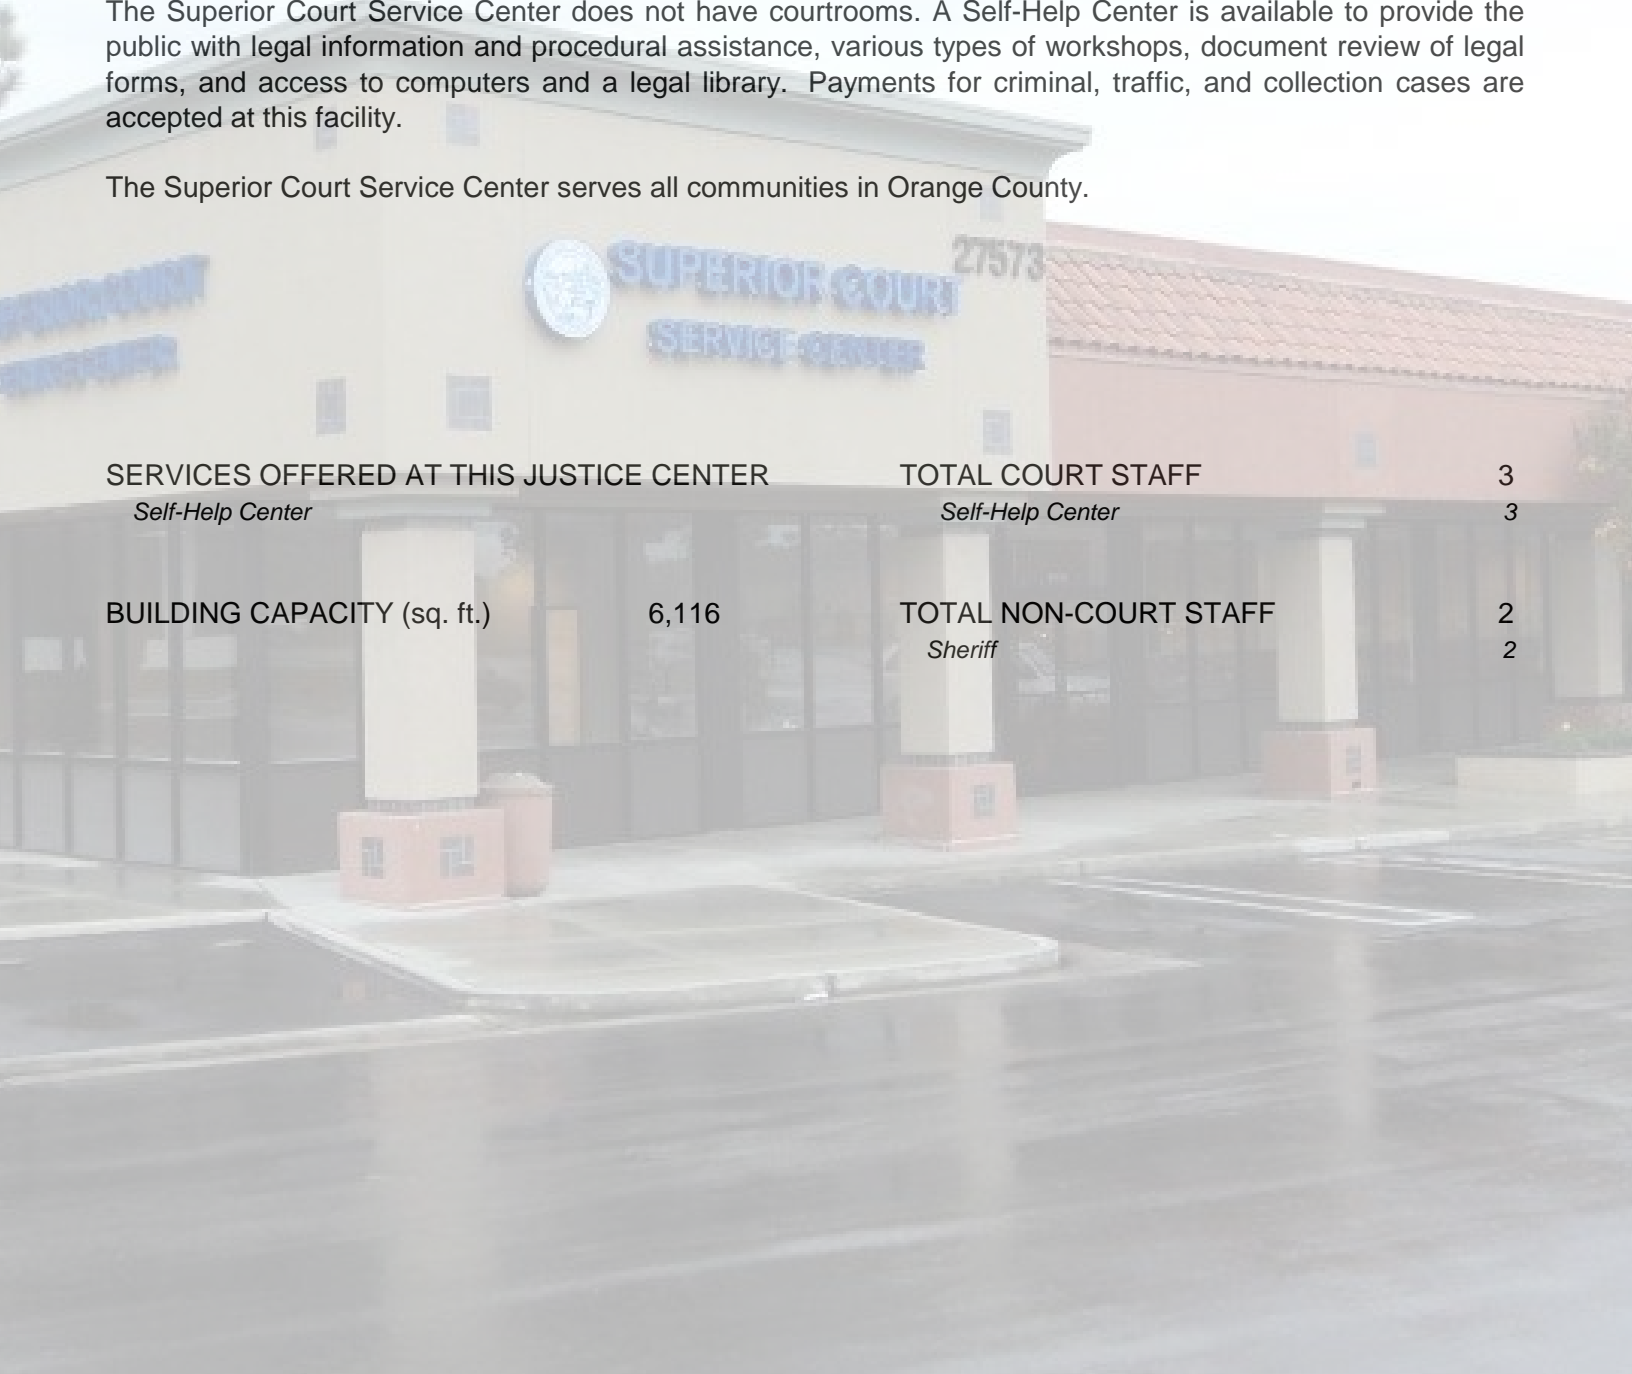 The Superior Court Service Center does not have courtrooms. A Self-Help Center is available to provide the
public with legal information and procedural assistance, various types of workshops, document review of legal
forms, and access to computers and a legal library. Payments for criminal, traffic, and collection cases are
accepted at this facility.
The Superior Court Service Center serves all communities in Orange County.
27573
SUPERIOR COURT
SERVICE CENTER
SUPERIOR COURT
SERVICE CENTER
SERVICES OFFERED AT THIS JUSTICE CENTER
Self-Help Center
TOTAL COURT STAFF 3
Self-Help Center 3
BUILDING CAPACITY (sq. ft.) 6,116
TOTAL NON-COURT STAFF 2
Sheriff 2